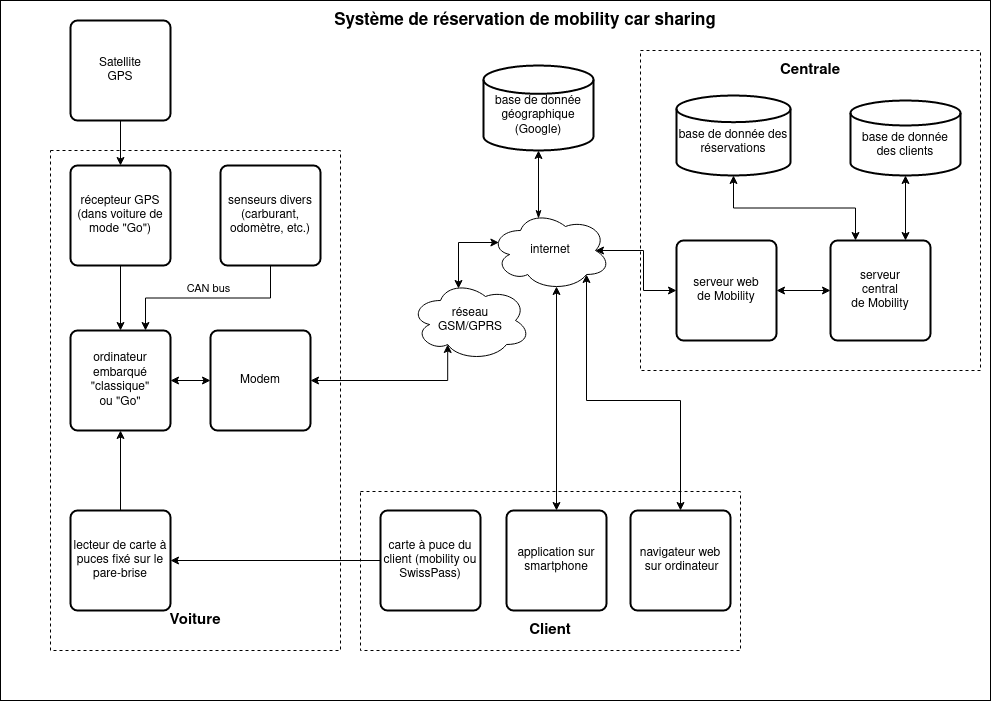 Système de réservation de mobility car sharing
Satellite
GPS
récepteur GPS
(dans voiture de
mode "Go")
senseurs divers
(carburant,
odomètre, etc.)
CAN bus
ordinateur
embarqué
"classique"
ou "Go"
Modem
lecteur de carte à
puces fixé sur le
pare-brise
Voiture
base de donnée
géographique
(Google)
internet
réseau
GSM/GPRS
Centrale
base de donnée des
réservations
base de donnée
des clients
serveur web
de Mobility
serveur
central
de Mobility
carte à puce du
client (mobility ou
SwissPass)
application sur
smartphone
navigateur web
sur ordinateur
Client